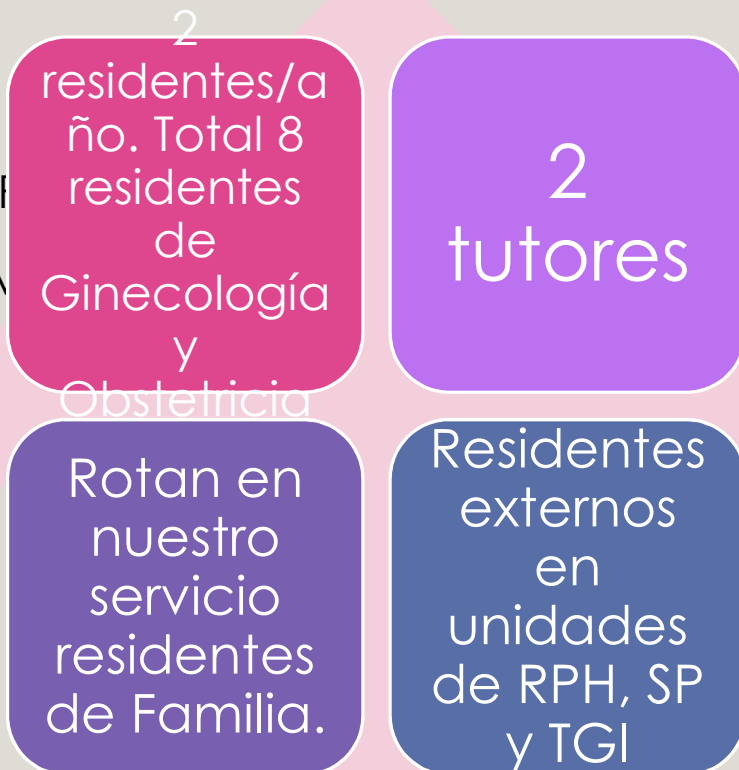 2
residentes/a
ño. Total 8
residentes
de
Ginecología
y
Obstetricia
2
tutores
Rotan en
nuestro
servicio
residentes
de Familia.
Residentes
externos
en
unidades
de RPH, SP
y TGI